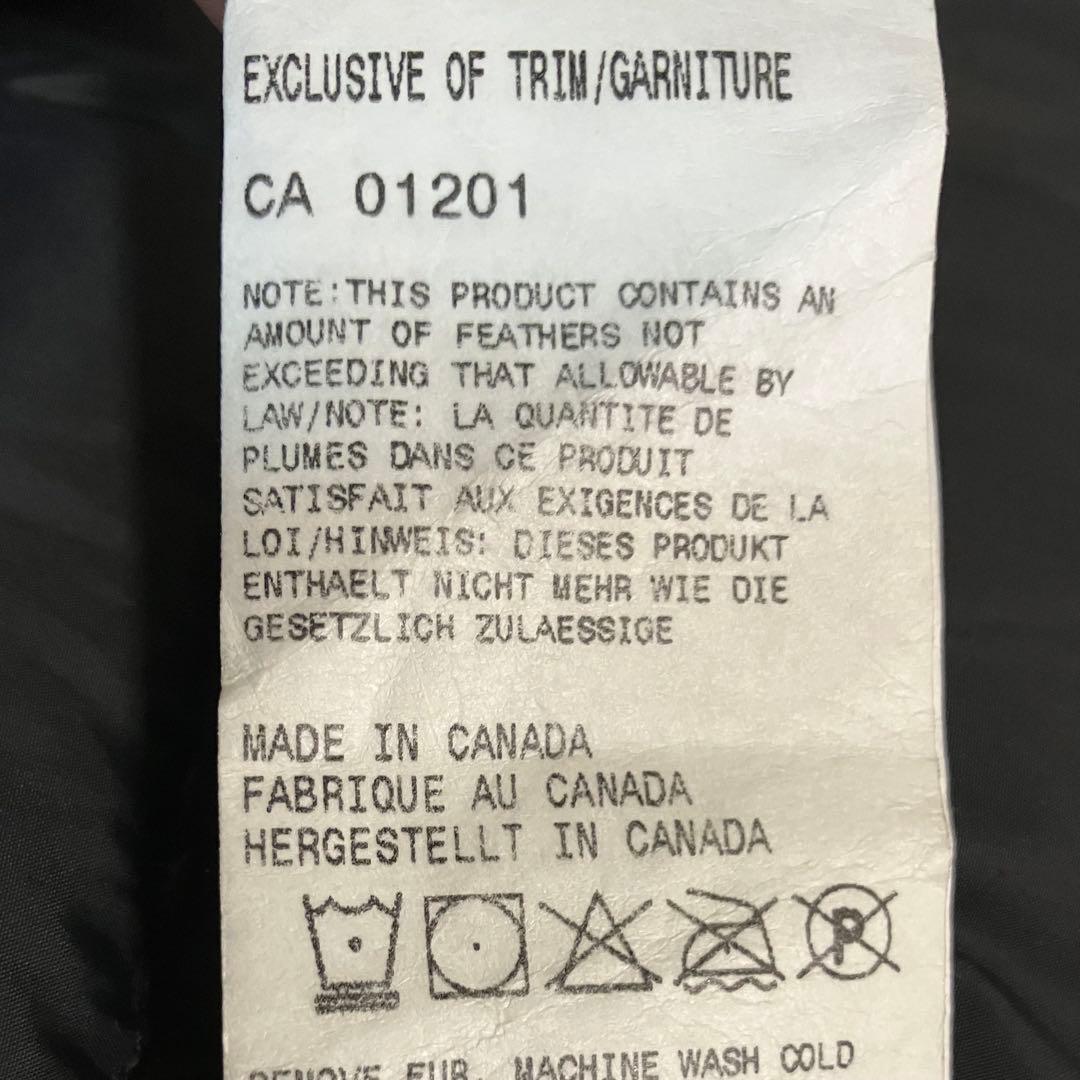 EXCLUSIVE OF TRIM/GARNITURE
CA 01201
NOTE:THIS PRODUCT CONTAINS AN
AMOUNT OF FEATHERS NOT
EXCEEDING THAT ALLOWABLE BY
LAW/NOTE: LA QUANTITE DE
PLUMES DANS CE PRODUIT
SATISFAIT AUX EXIGENCES DE LA
LOI/HINWEIS: DIESES PRODUKT
ENTHAELT NICHT MEHR WIE DIE
GESETZLICH ZULAESSIGE
MADE IN CANADA
FABRIQUE AU CANADA
HERGESTELLT IN CANADA
P
REMOVE FUR, MACHINE WASH COLD